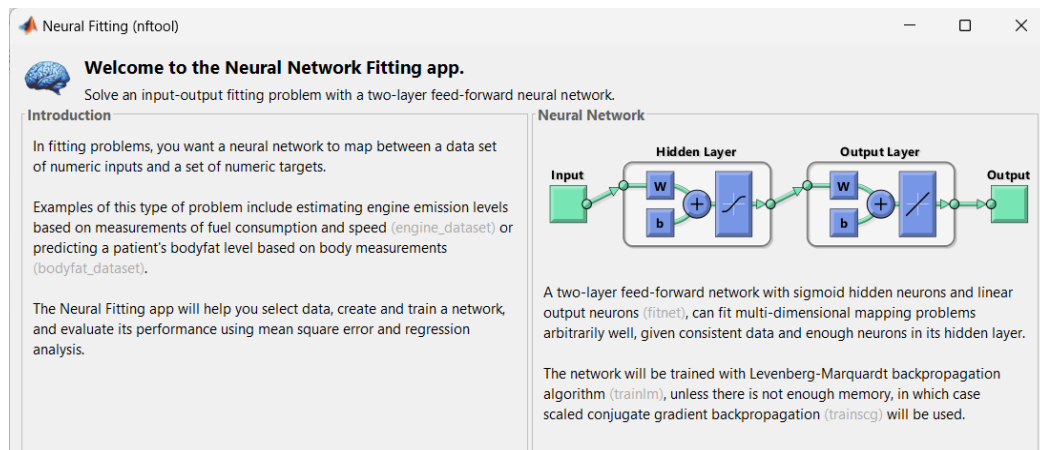 Neural Fitting (nftool)
Welcome to the Neural Network Fitting app.
Solve an input-output fitting problem with a two-layer feed-forward neural network.
Introduction
In fitting problems, you want a neural network to map between a data set
of numeric inputs and a set of numeric targets.
Examples of this type of problem include estimating engine emission levels
based on measurements of fuel consumption and speed (engine_dataset) or
predicting a patient's bodyfat level based on body measurements
(bodyfat_dataset).
The Neural Fitting app will help you select data, create and train a network,
and evaluate its performance using mean square error and regression
analysis.
Neural Network
Hidden Layer
Output Layer
Input
W
b
W
b
Output
A two-layer feed-forward network with sigmoid hidden neurons and linear
output neurons (fitnet), can fit multi-dimensional mapping problems
arbitrarily well, given consistent data and enough neurons in its hidden layer.
The network will be trained with Levenberg-Marquardt backpropagation
algorithm (trainlm), unless there is not enough memory, in which case
scaled conjugate gradient backpropagation (trainscg) will be used.